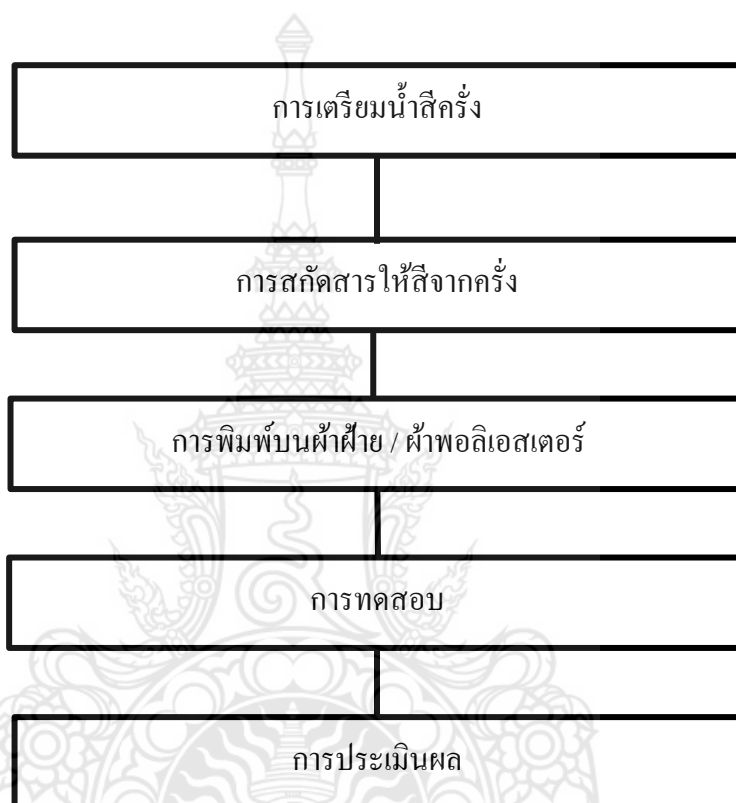 การเตรียมน้ำสีครั่ง
การสกัดสารให้สีจากครั่ง
การพิมพ์บนผ้าฝ้าย / ผ้าพอลิเอสเตอร์
การทดสอบ
การประเมินผล